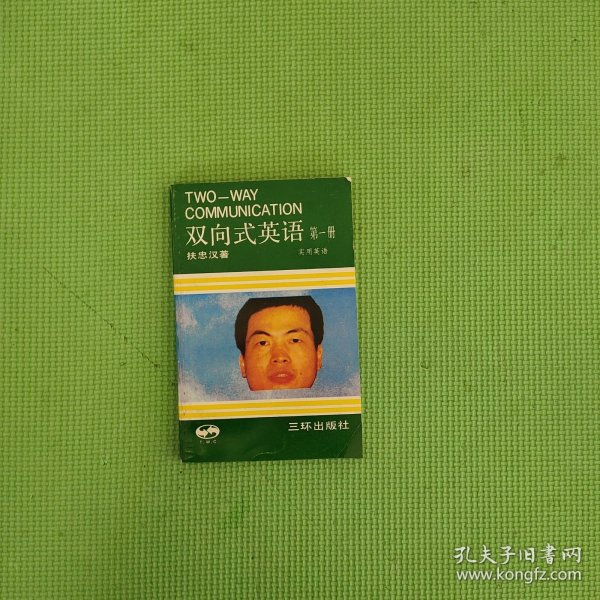 TWO—WAY
COMMUNICATION
双向式英语 第一册
扶忠汉著
实用英语
T.W.C
三环出版社
孔夫子旧書网
www.kongfz.com